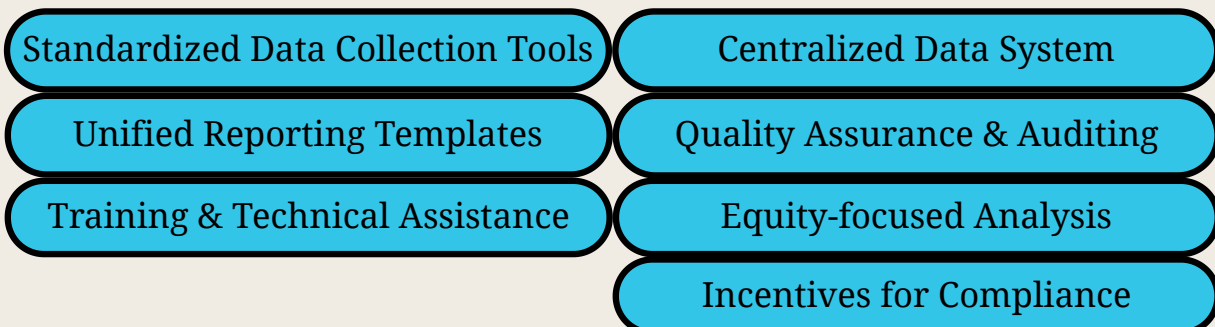 Standardized Data Collection Tools
Centralized Data System
Unified Reporting Templates
Quality Assurance & Auditing
Training & Technical Assistance
Equity-focused Analysis
Incentives for Compliance